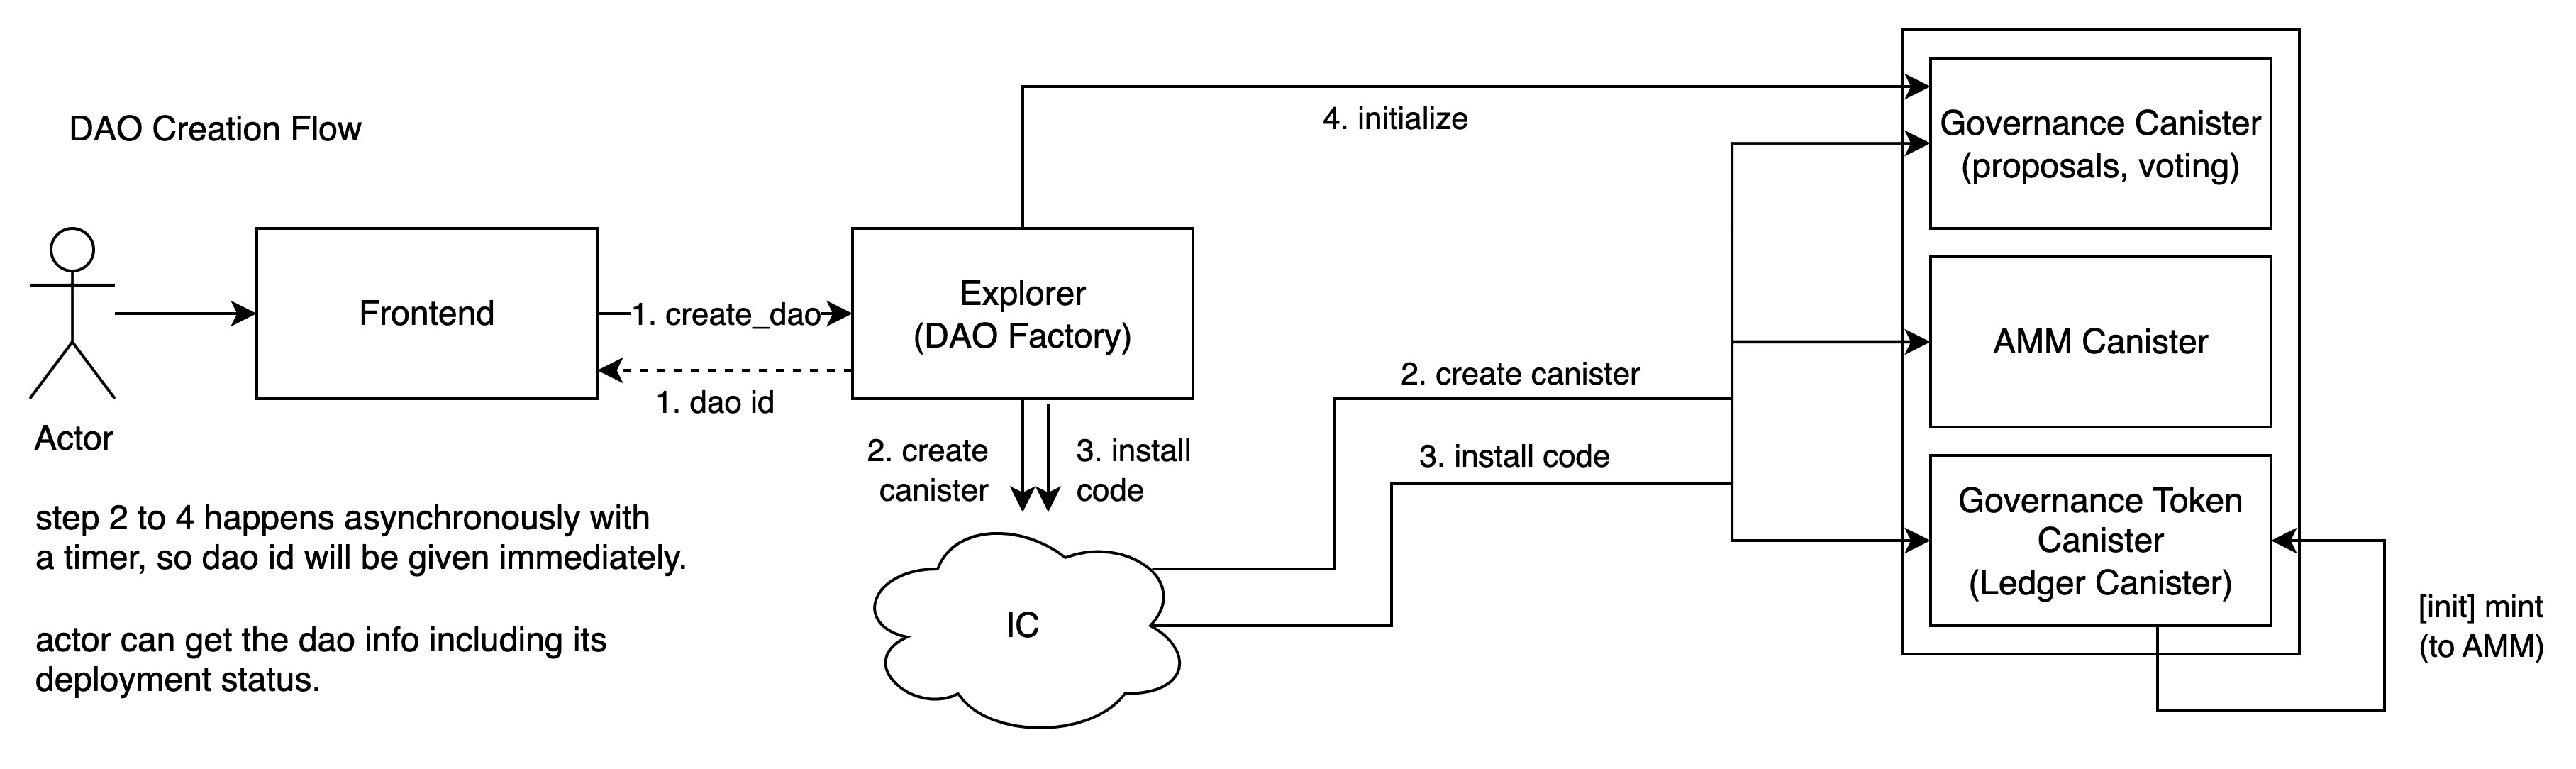 DAO Creation Flow
4. initialize
Governance Canister
(proposals, voting)
Frontend
1. create_dao
Explorer
(DAO Factory)
1. dao id
AMM Canister
2. create canister
Actor
2. create
canister
3. install
code
3. install code
Governance Token
Canister
(Ledger Canister)
step 2 to 4 happens asynchronously with
a timer, so dao id will be given immediately.
IC
[init] mint
(to AMM)
actor can get the dao info including its
deployment status.